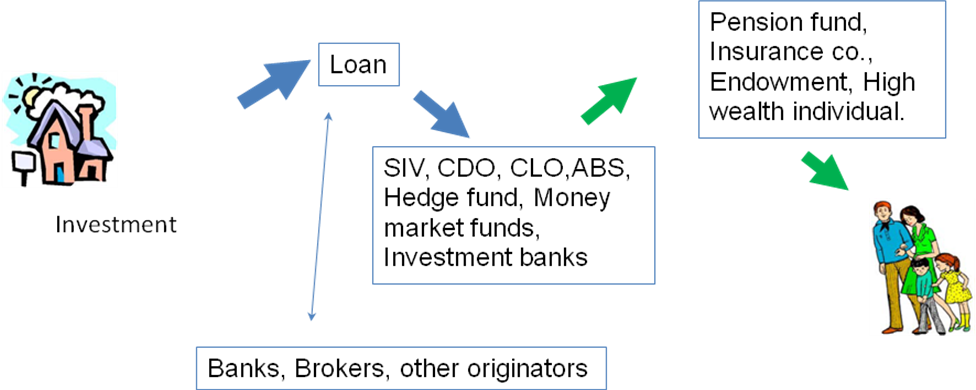 Loan
Pension fund,
Insurance co.,
Endowment, High
wealth individual.
SIV, CDO, CLO,ABS,
Hedge fund, Money
market funds,
Investment banks
Investment
Banks, Brokers, other originators